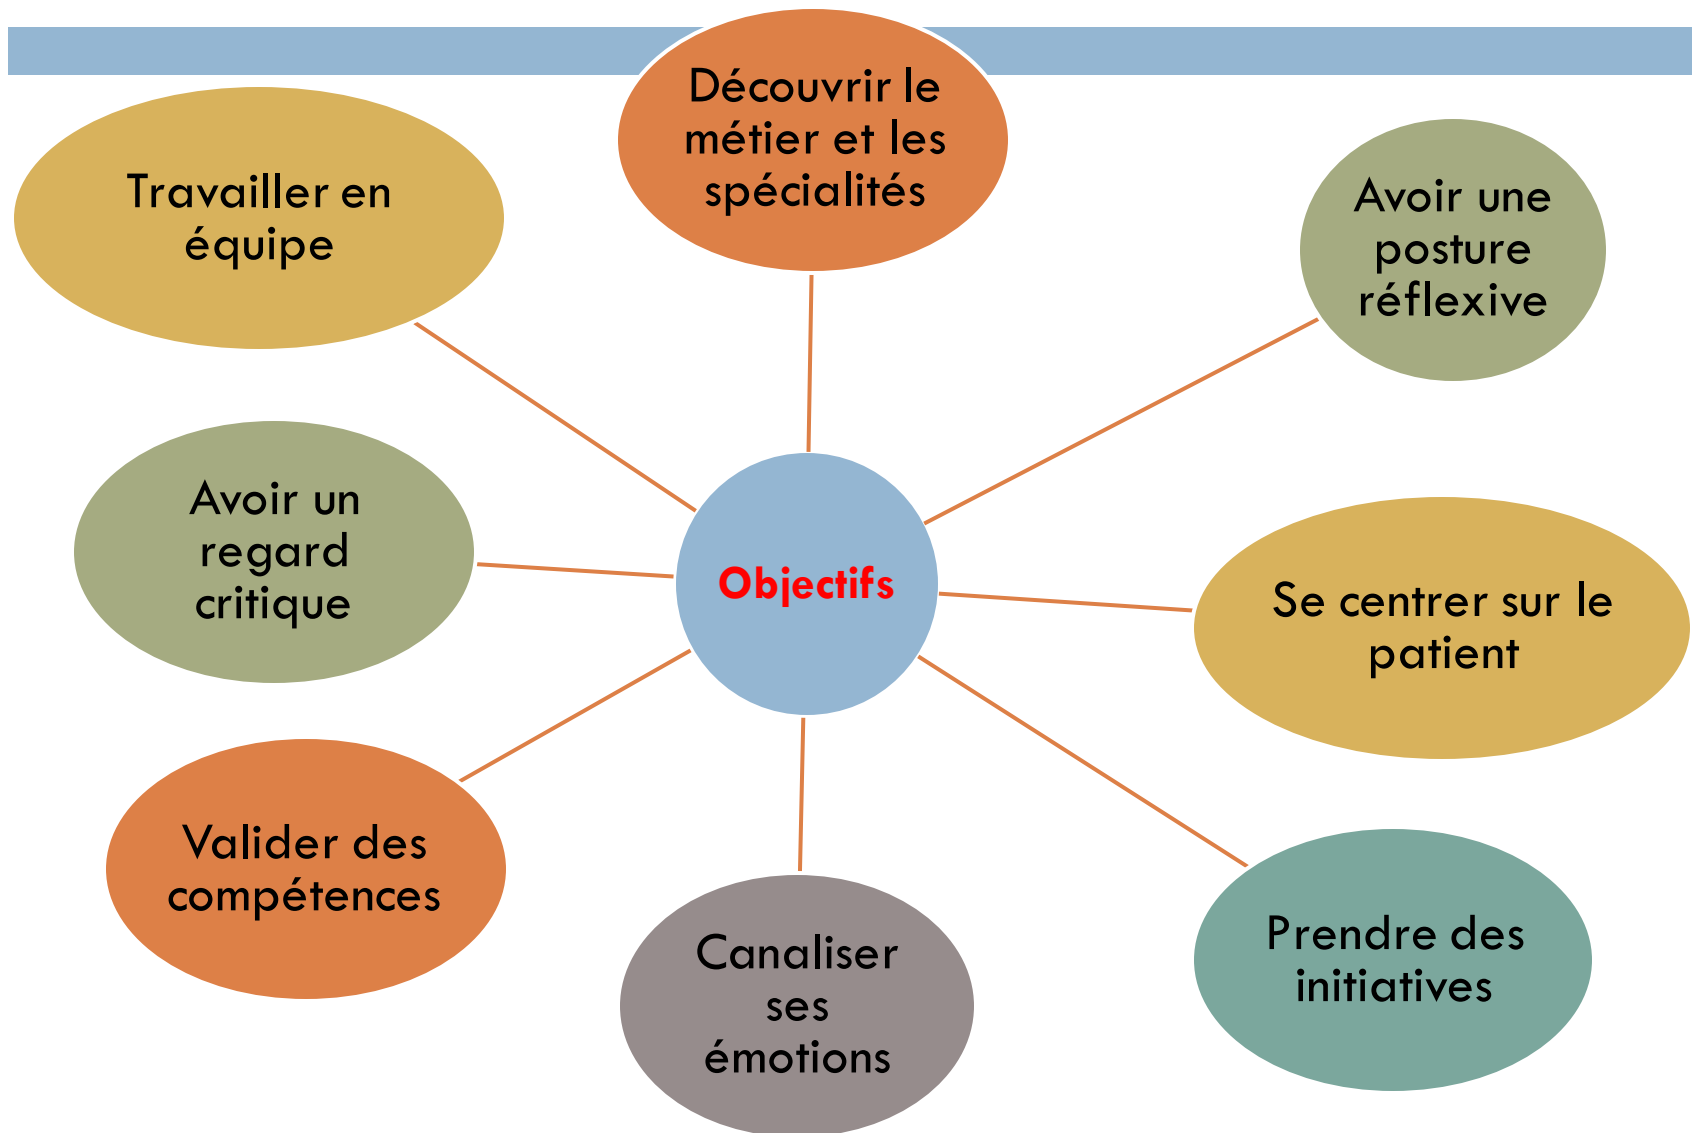 Découvrir le
métier et les
spécialités
Avoir une
posture
réflexive
Se centrer sur le
patient
Prendre des
initiatives
Canaliser
ses
émotions
Valider des
compétences
Avoir un
regard
critique
Travailler en
équipe
Objectifs